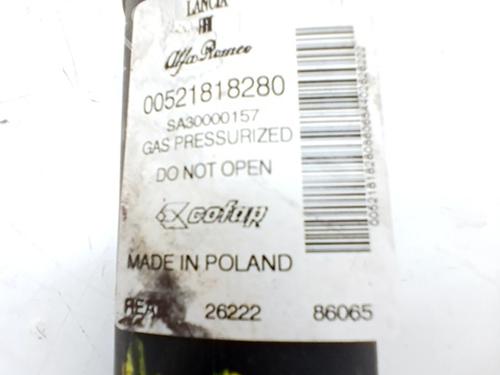 LANCIA
Alfa Romeo
00521818280
SA30000157
GAS PRESSURIZED
DO NOT OPEN
cofap
MADE IN POLAND
26222 86065